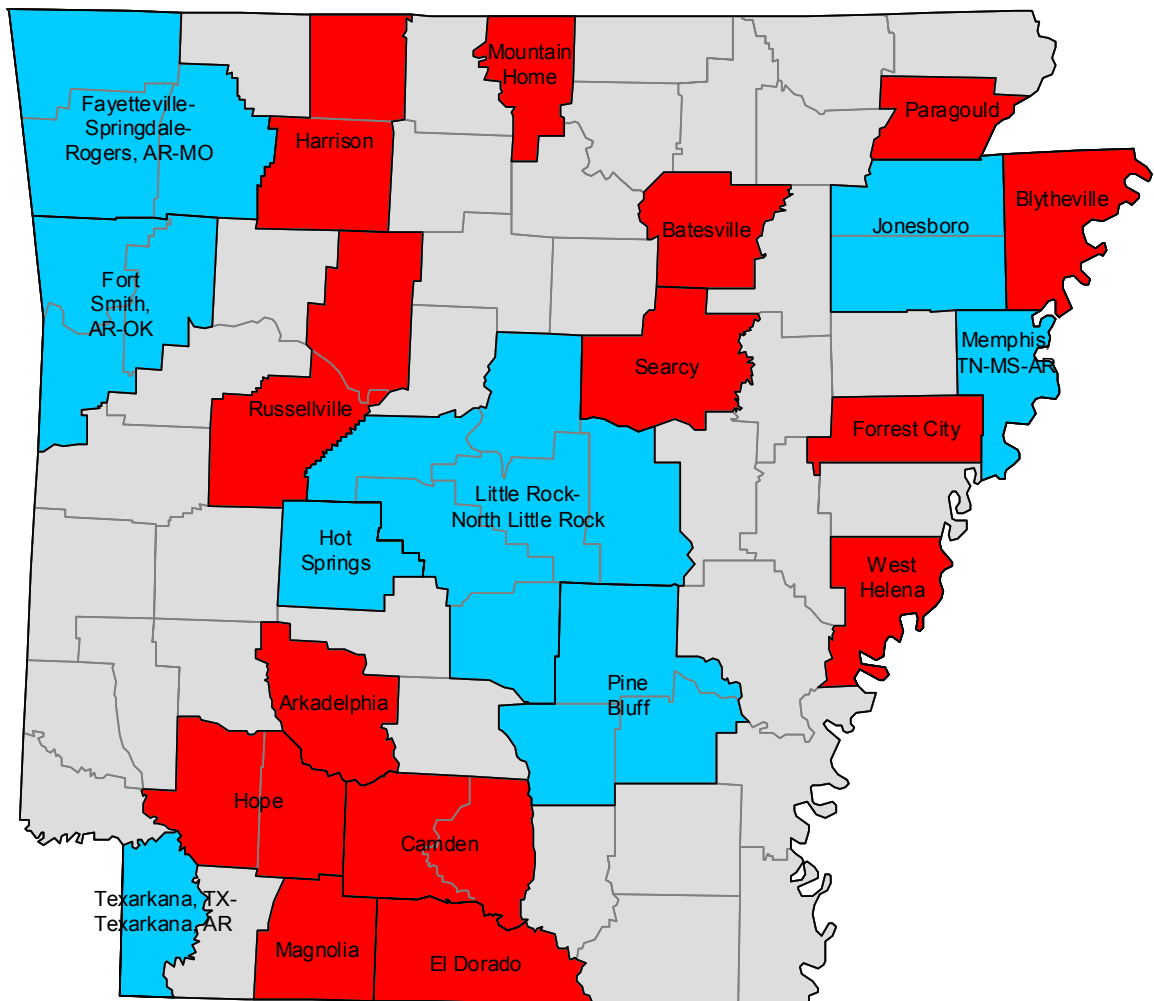 Mountain
Home
Fayetteville-
Springdale-
Rogers, AR-MO
Harrison
Paragould
Blytheville
Jonesboro
Batesville
Fort
Smith,
AR-OK
Memphis,
TN-MS-AR
Searcy
Russellville
Forrest City
Little Rock-
North Little Rock
Hot
Springs
West
Helena
Arkadelphia
Pine
Bluff
Hope
Camden
Texarkana, TX-
Texarkana, AR
Magnolia
El Dorado